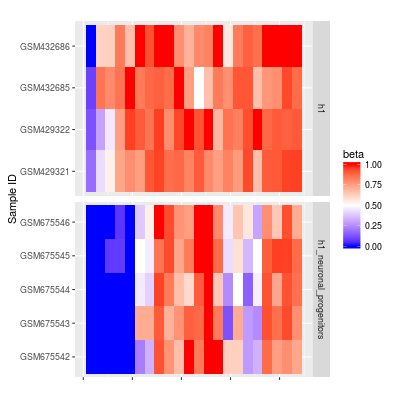 GSM432686
GSM432685
GSM429322
GSM429321
h1
GSM675546
GSM675545
GSM675544
GSM675543
GSM675542
h1_neuronal_progenitors
Sample ID
beta
1.00
0.75
0.50
0.25
0.00